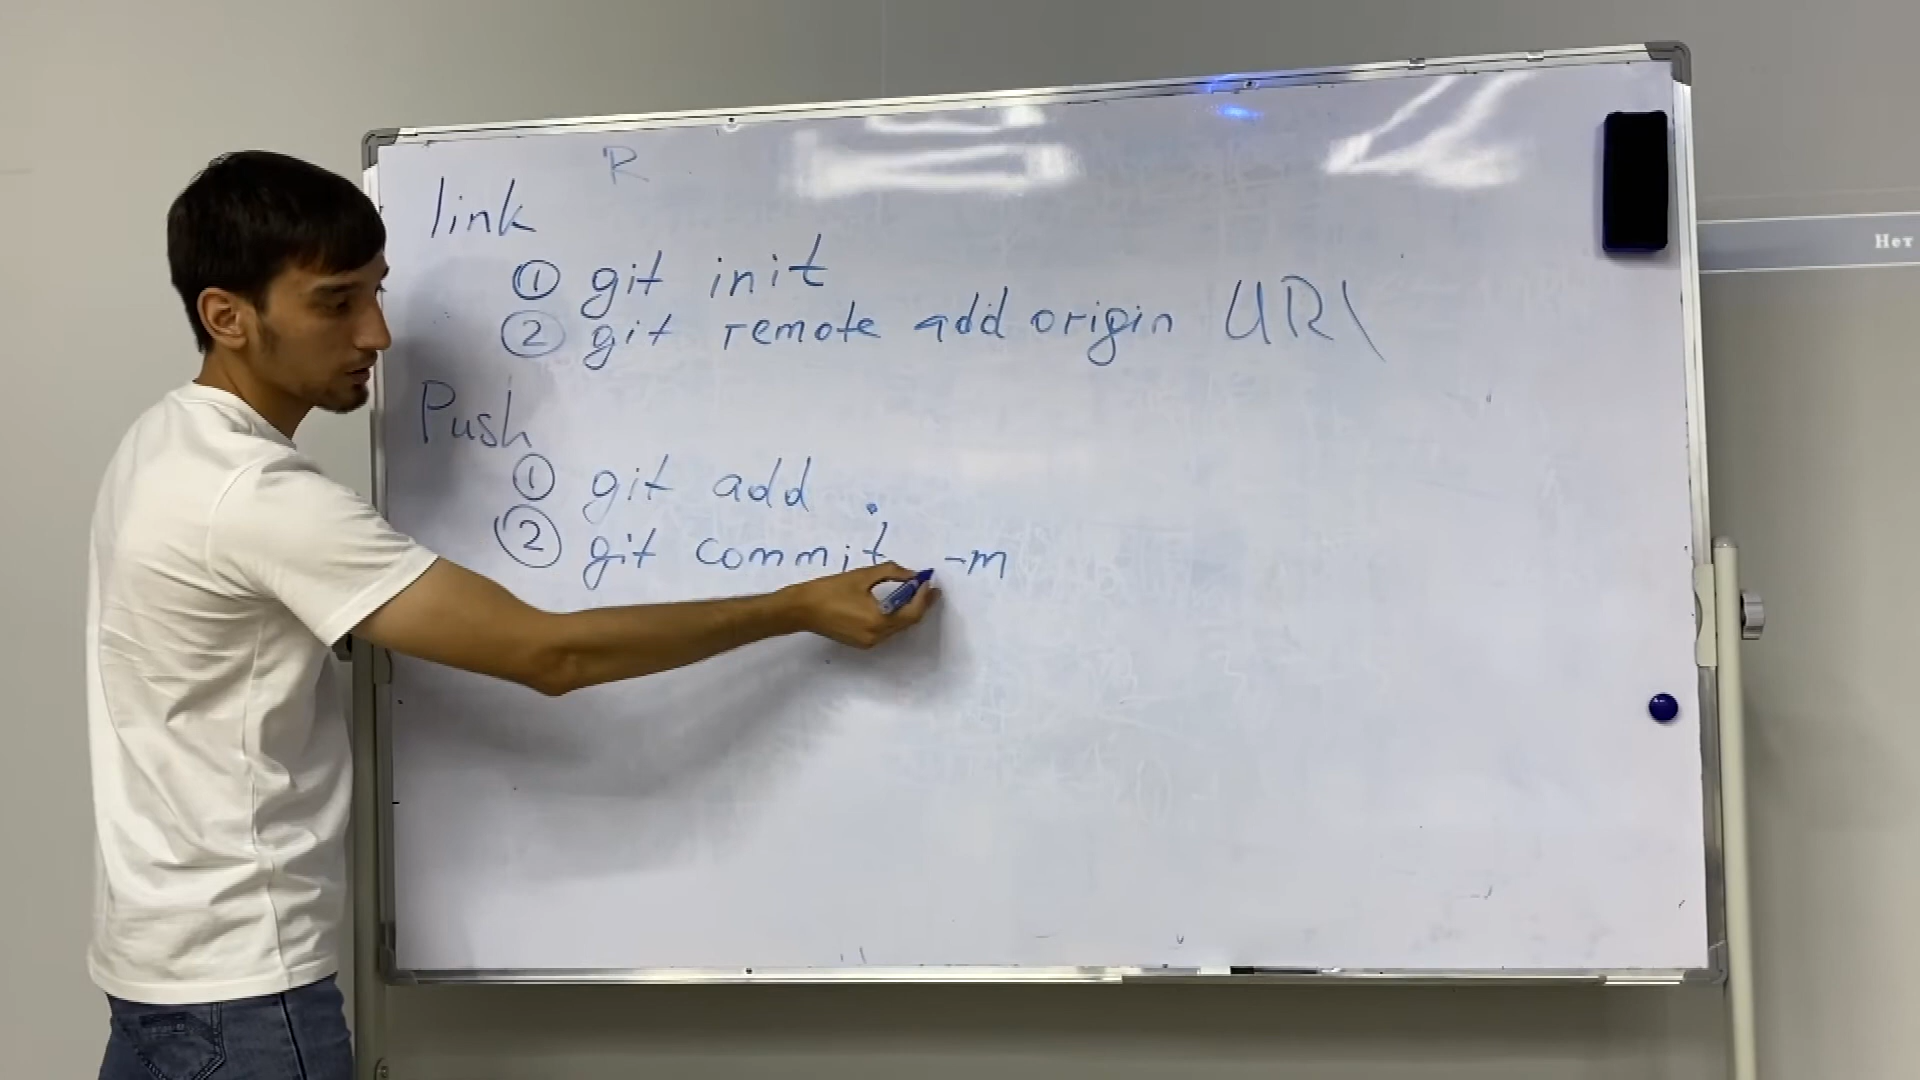 R
link
① git init
② git remote add origin URL
Push
① git add .
② git commit -m
Нет